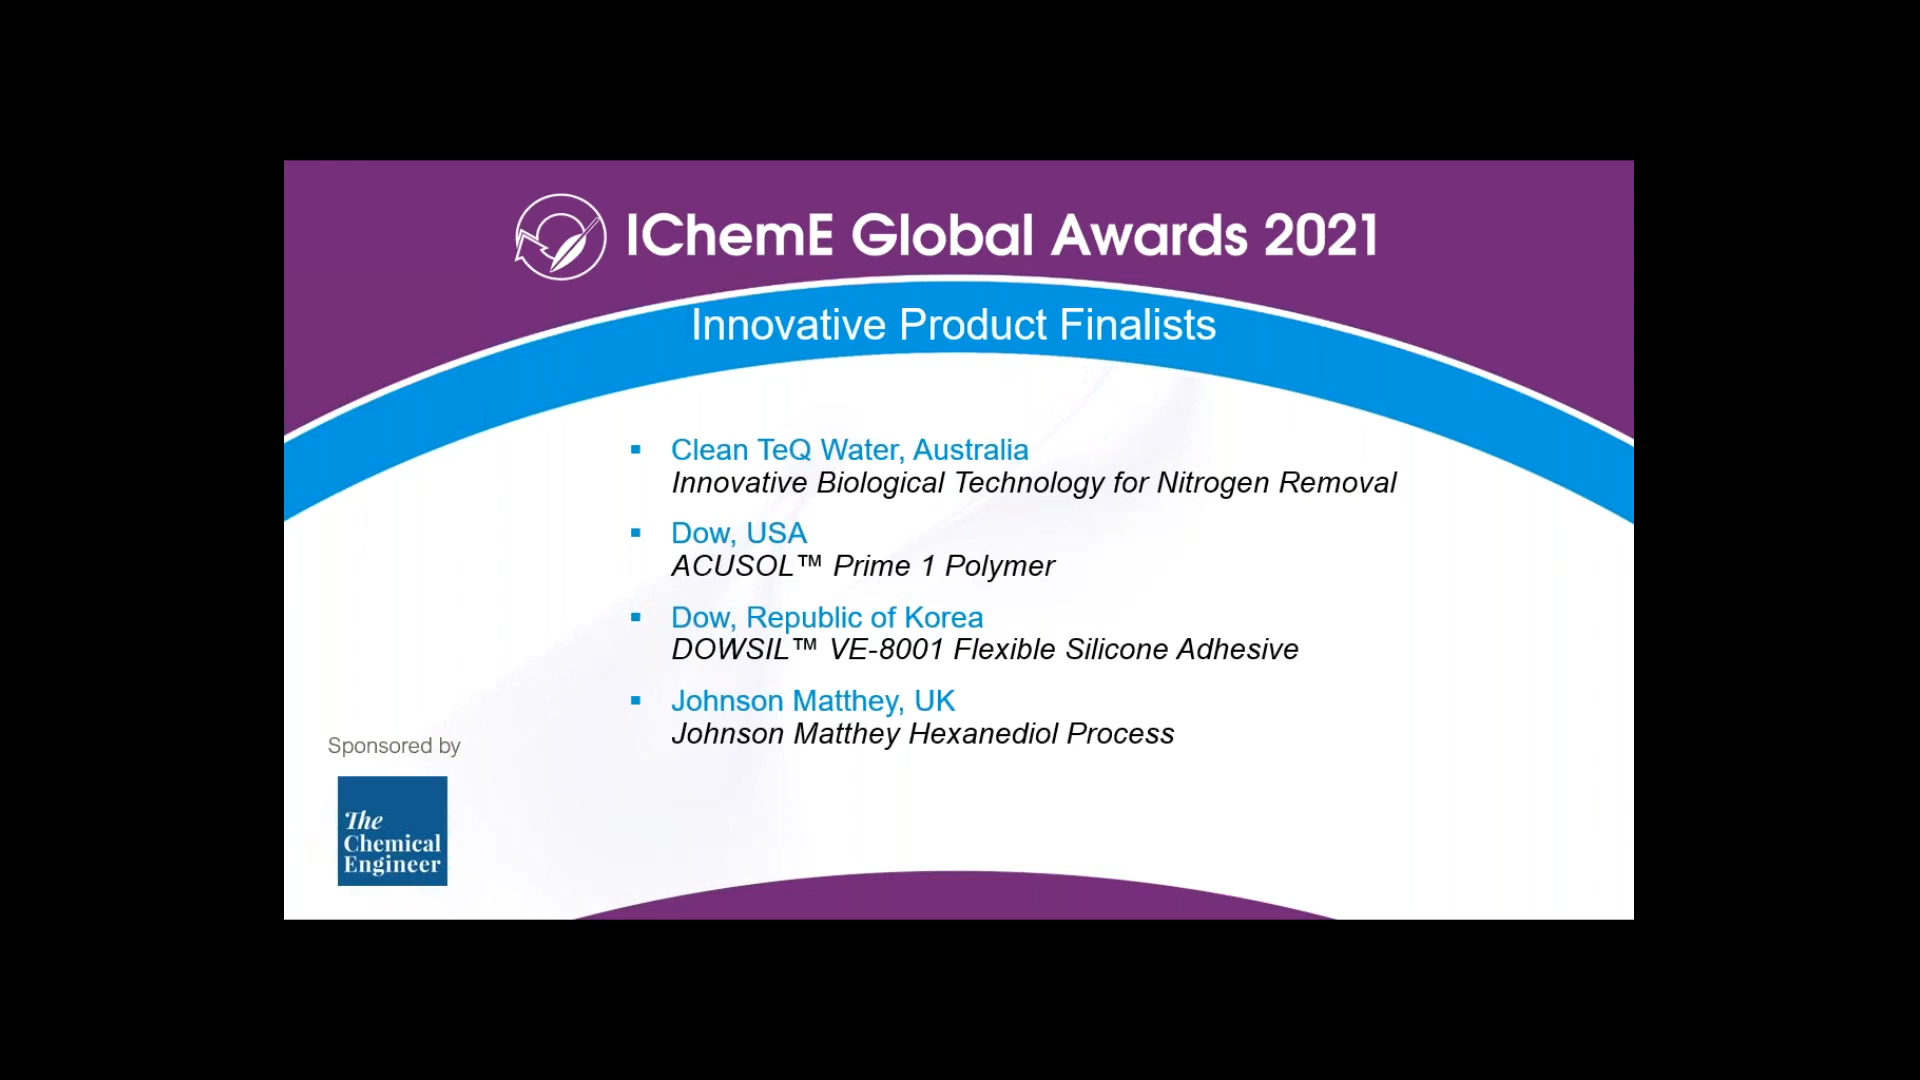 IChemE Global Awards 2021
Innovative Product Finalists
▪ Clean TeQ Water, Australia
Innovative Biological Technology for Nitrogen Removal
▪ Dow, USA
ACUSOL™ Prime 1 Polymer
▪ Dow, Republic of Korea
DOWSIL™ VE-8001 Flexible Silicone Adhesive
▪ Johnson Matthey, UK
Johnson Matthey Hexanediol Process
Sponsored by
The
Chemical
Engineer